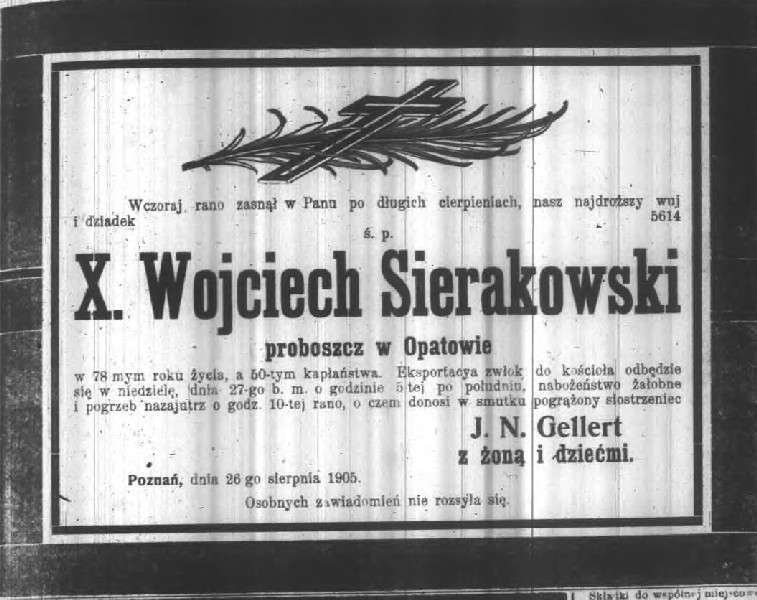 Wczoraj rano zasnął w Panu po długich cierpieniach, nasz najdroższy wuj
i dziadek 5614
ś. p.
X. Wojciech Sierakowski
proboszcz w Opatowie
w 78 mym roku życia, a 50-tym kapłaństwa. Eksportacya zwłok do kościoła odbędzie
się w niedzielę, dnia 27-go b. m. o godzinie 5 tej po południu, nabożeństwo żałobne
i pogrzeb nazajutrz o godz. 10-tej rano, o czem donosi w smutku pogrążony siostrzeniec
J. N. Gellert
z żoną i dziećmi.
Poznań, dnia 26 go sierpnia 1905.
Osobnych zawiadomień nie rozsyła się.
Składki do wspólnej